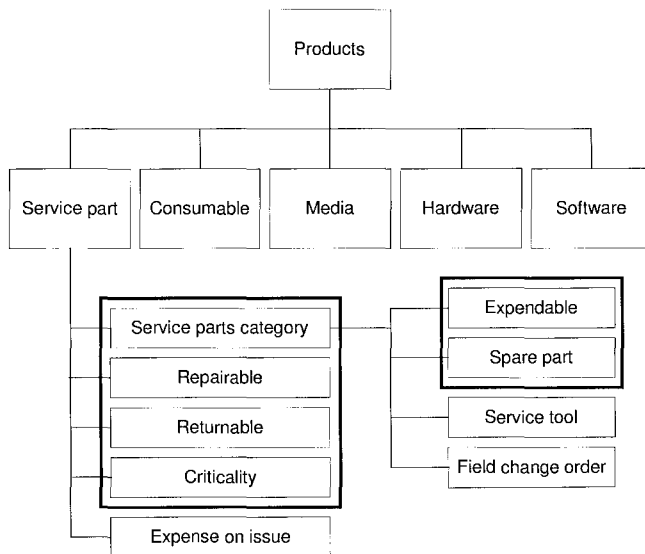 Products
Service part
Consumable
Media
Hardware
Software
Service parts category
Repairable
Returnable
Criticality
Expense on issue
Expendable
Spare part
Service tool
Field change order